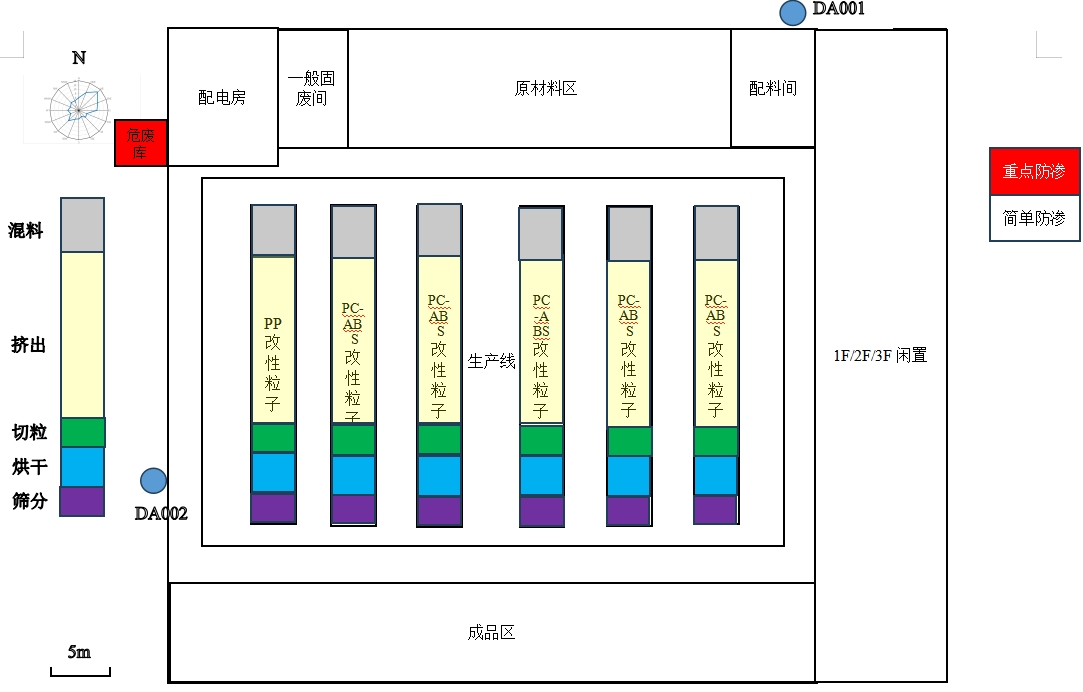 DA001
N
配电房
一般固
废间
原材料区
配料间
危废
库
重点防渗
简单防渗
混料
挤出
切粒
烘干
筛分
PP
改
性
粒
子
PC-
AB
S
改
性
粒
子
PC-
AB
S
改
性
粒
子
生产线
PC
-A
BS
改
性
粒
子
PC-
AB
S
改
性
粒
子
PC-
AB
S
改
性
粒
子
1F/2F/3F 闲置
DA002
成品区
5m